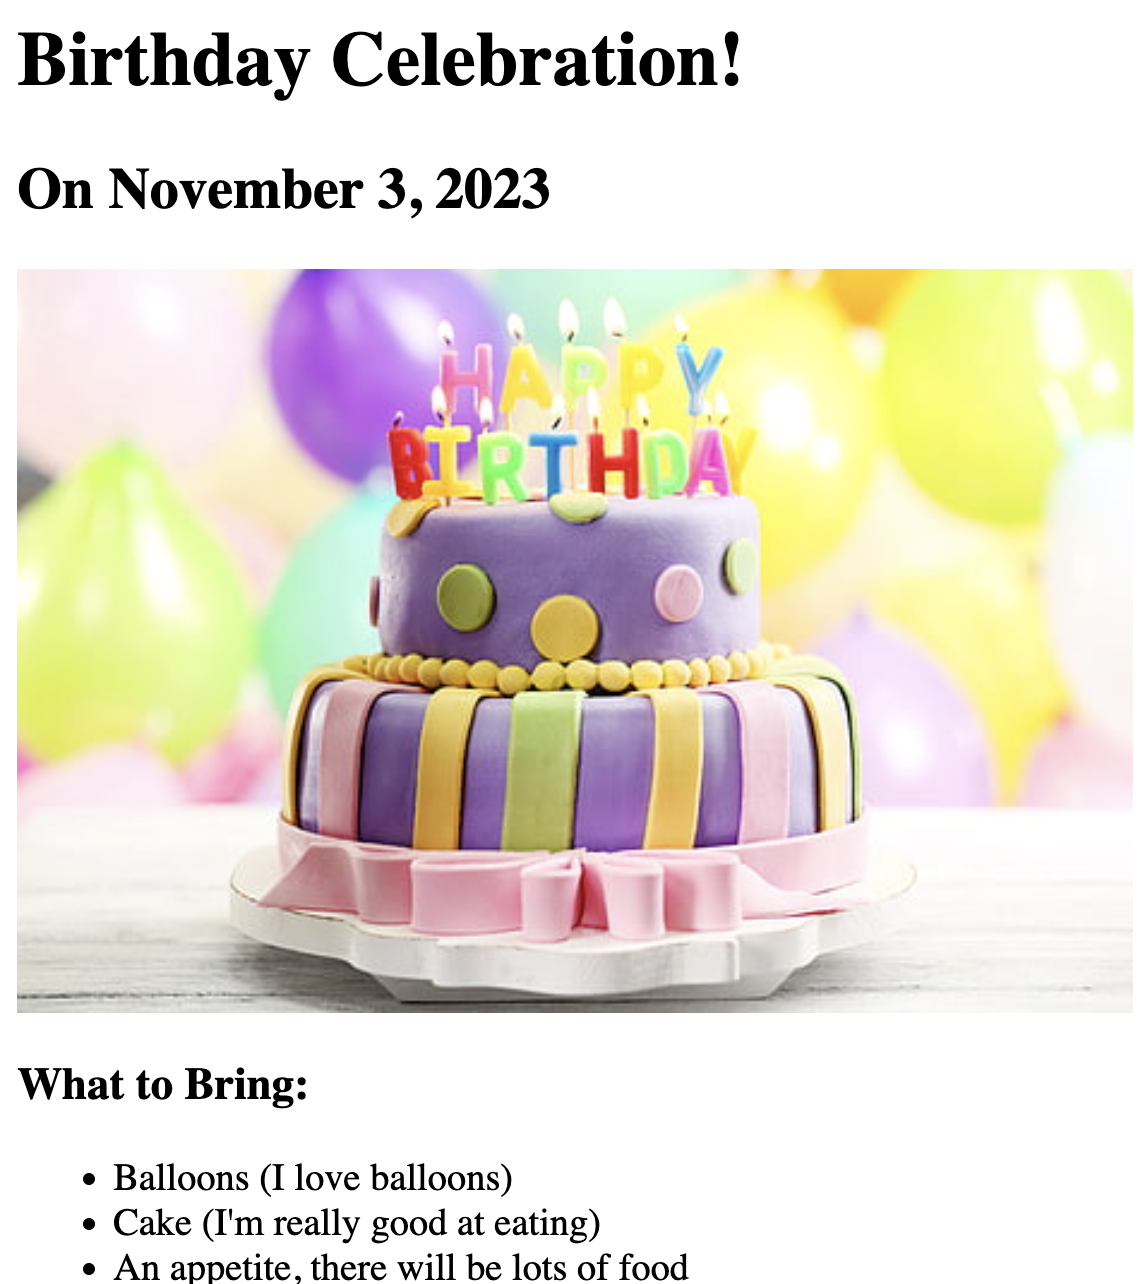 Birthday Celebration!
On November 3, 2023
HAPPY
BIRTHDAY
What to Bring:
Balloons (I love balloons)
Cake (I'm really good at eating)
An appetite, there will be lots of food